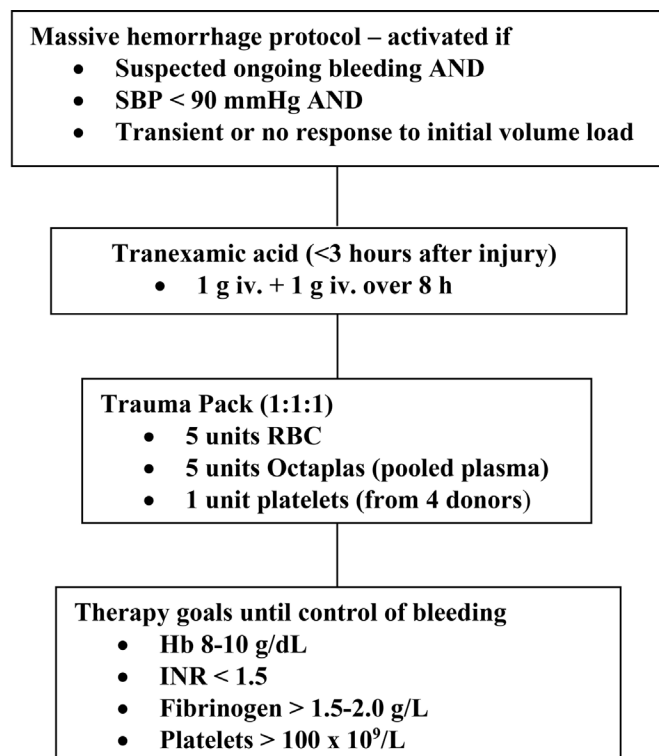 Massive hemorrhage protocol – activated if
• Suspected ongoing bleeding AND
• SBP < 90 mmHg AND
• Transient or no response to initial volume load
Tranexamic acid (<3 hours after injury)
• 1 g iv. + 1 g iv. over 8 h
Trauma Pack (1:1:1)
• 5 units RBC
• 5 units Octaplas (pooled plasma)
• 1 unit platelets (from 4 donors)
Therapy goals until control of bleeding
• Hb 8-10 g/dL
• INR < 1.5
• Fibrinogen > 1.5-2.0 g/L
• Platelets > 100 x 10⁹/L